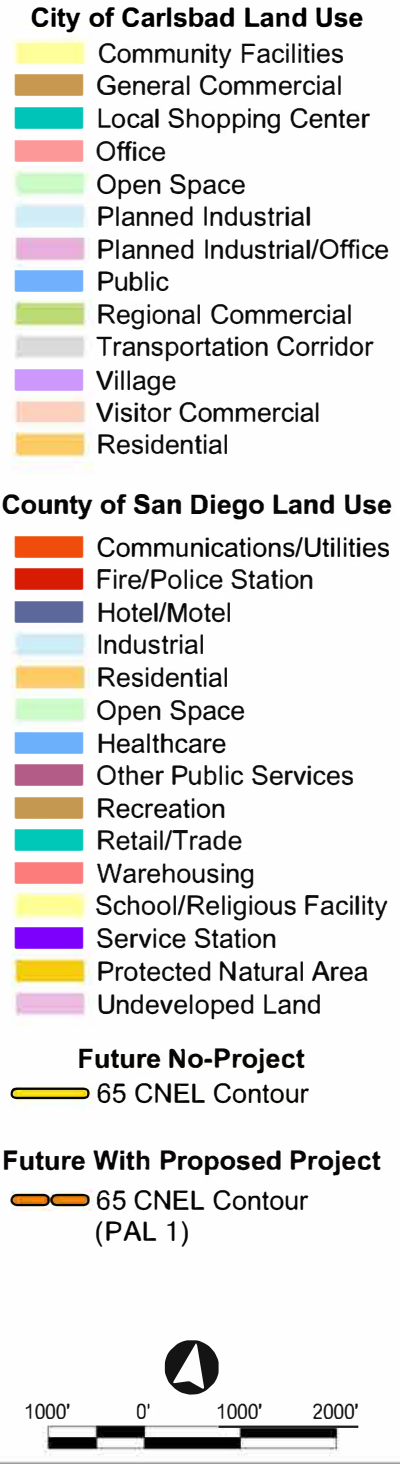 City of Carlsbad Land Use
Community Facilities
General Commercial
Local Shopping Center
Office
Open Space
Planned Industrial
Planned Industrial/Office
Public
Regional Commercial
Transportation Corridor
Village
Visitor Commercial
Residential
County of San Diego Land Use
Communications/Utilities
Fire/Police Station
Hotel/Motel
Industrial
Residential
Open Space
Healthcare
Other Public Services
Recreation
Retail/Trade
Warehousing
School/Religious Facility
Service Station
Protected Natural Area
Undeveloped Land
Future No-Project
65 CNEL Contour
Future With Proposed Project
65 CNEL Contour
(PAL 1)
1000' 0' 1000' 2000'